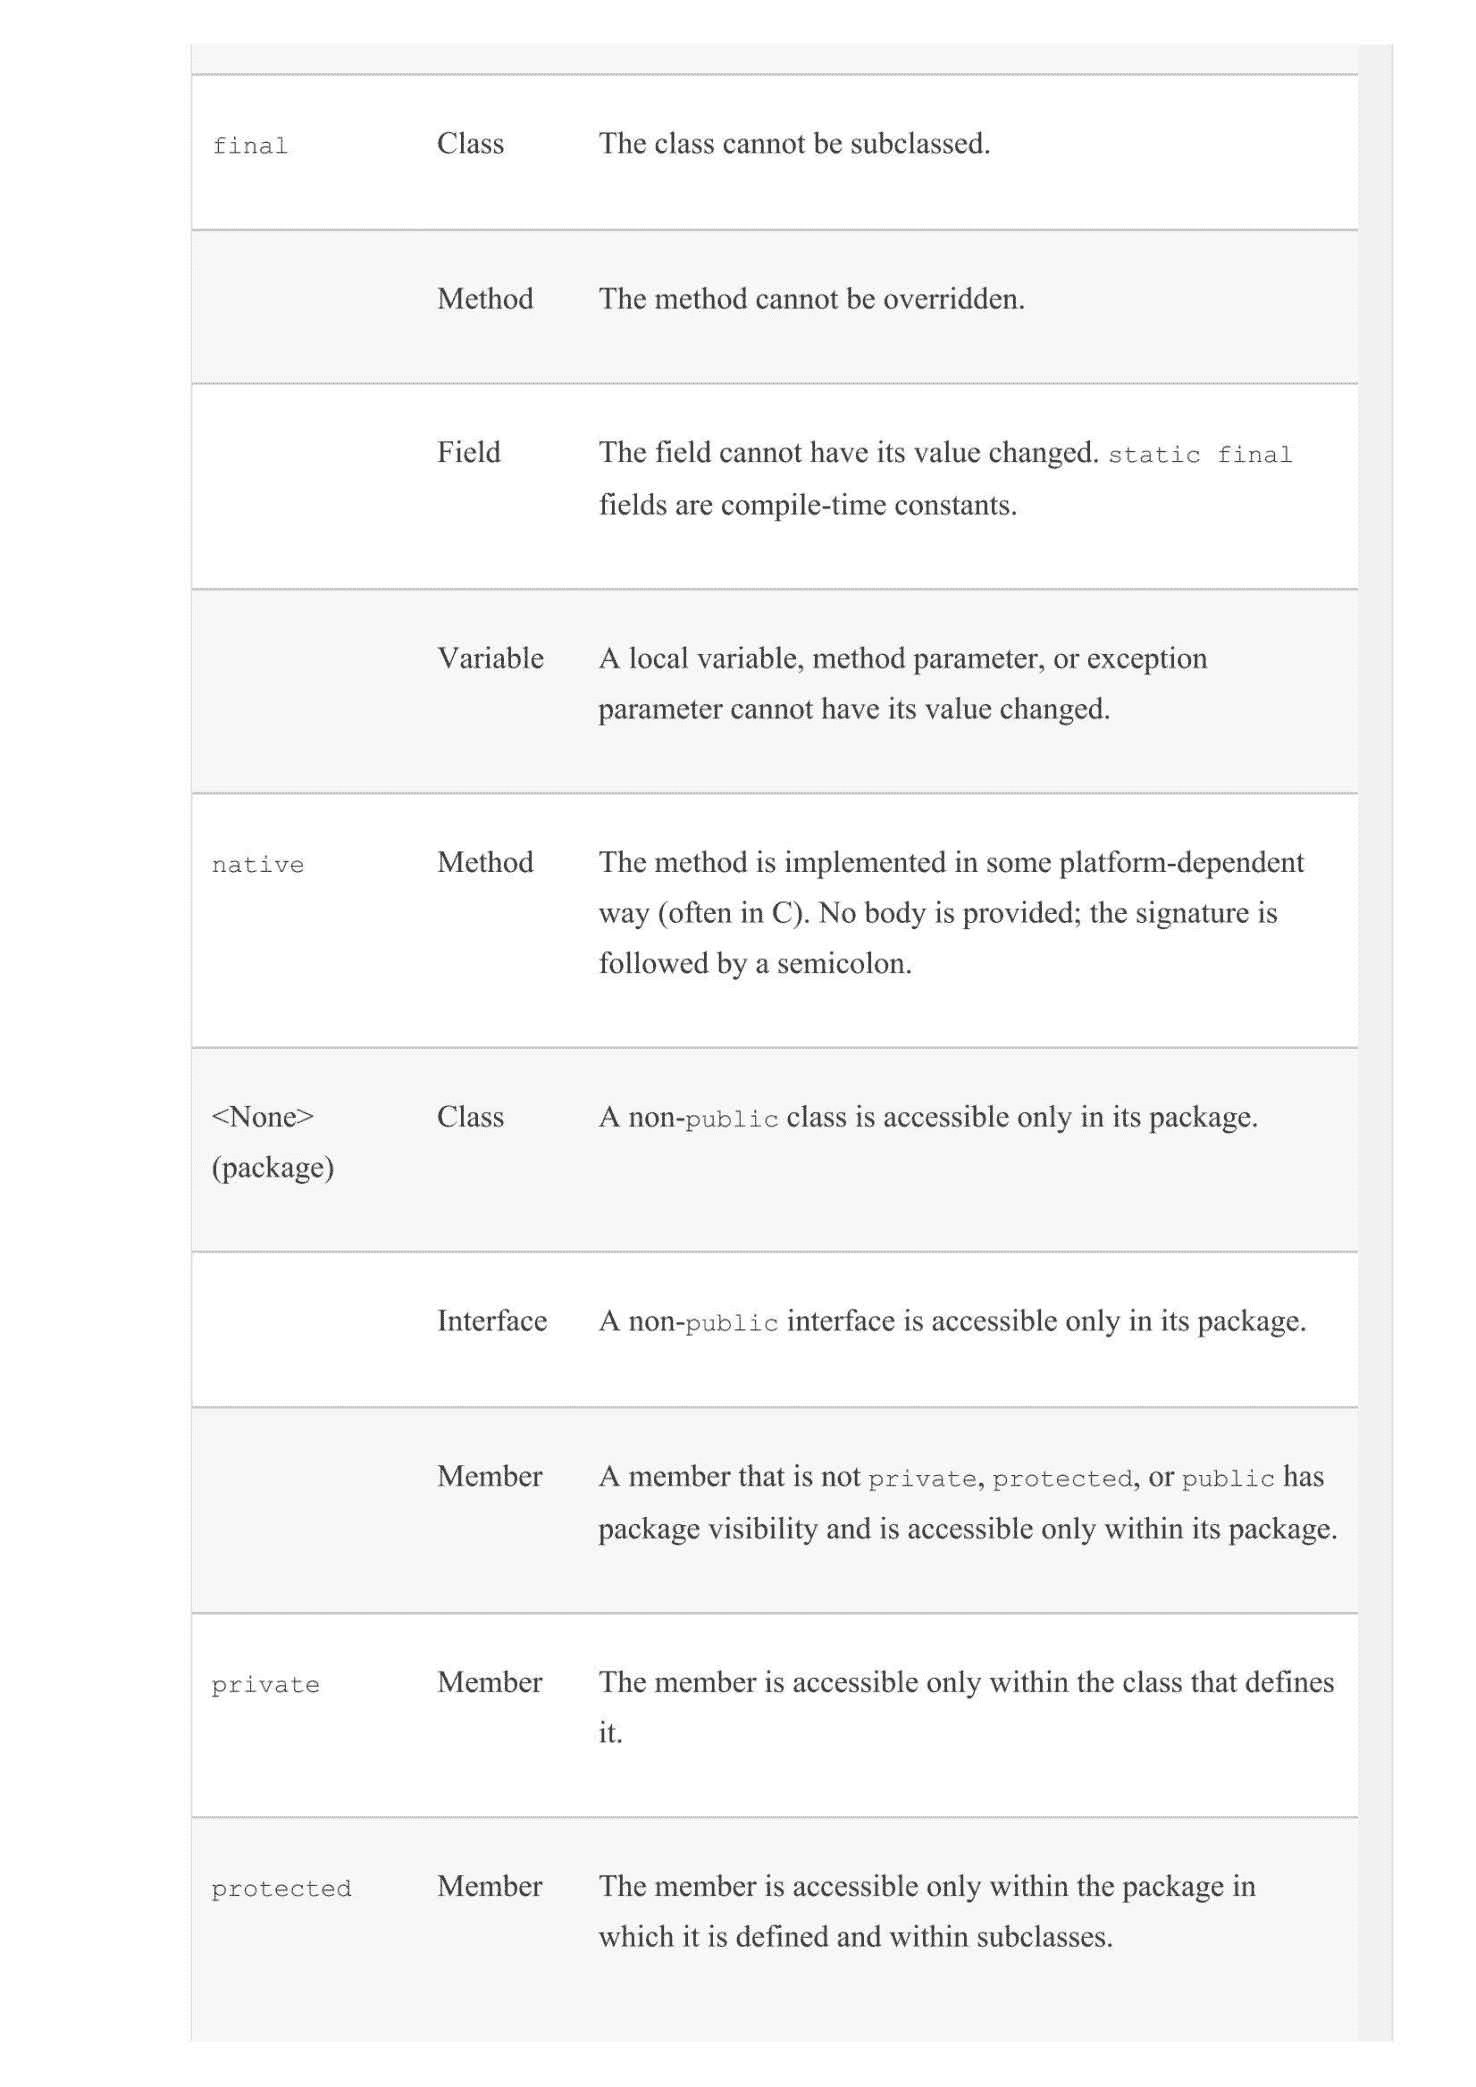 final Class The class cannot be subclassed.
Method The method cannot be overridden.
Field The field cannot have its value changed. static final
fields are compile-time constants.
Variable A local variable, method parameter, or exception
parameter cannot have its value changed.
native Method The method is implemented in some platform-dependent
way (often in C). No body is provided; the signature is
followed by a semicolon.
<None> Class A non-public class is accessible only in its package.
(package)
Interface A non-public interface is accessible only in its package.
Member A member that is not private, protected, or public has
package visibility and is accessible only within its package.
private Member The member is accessible only within the class that defines
it.
protected Member The member is accessible only within the package in
which it is defined and within subclasses.